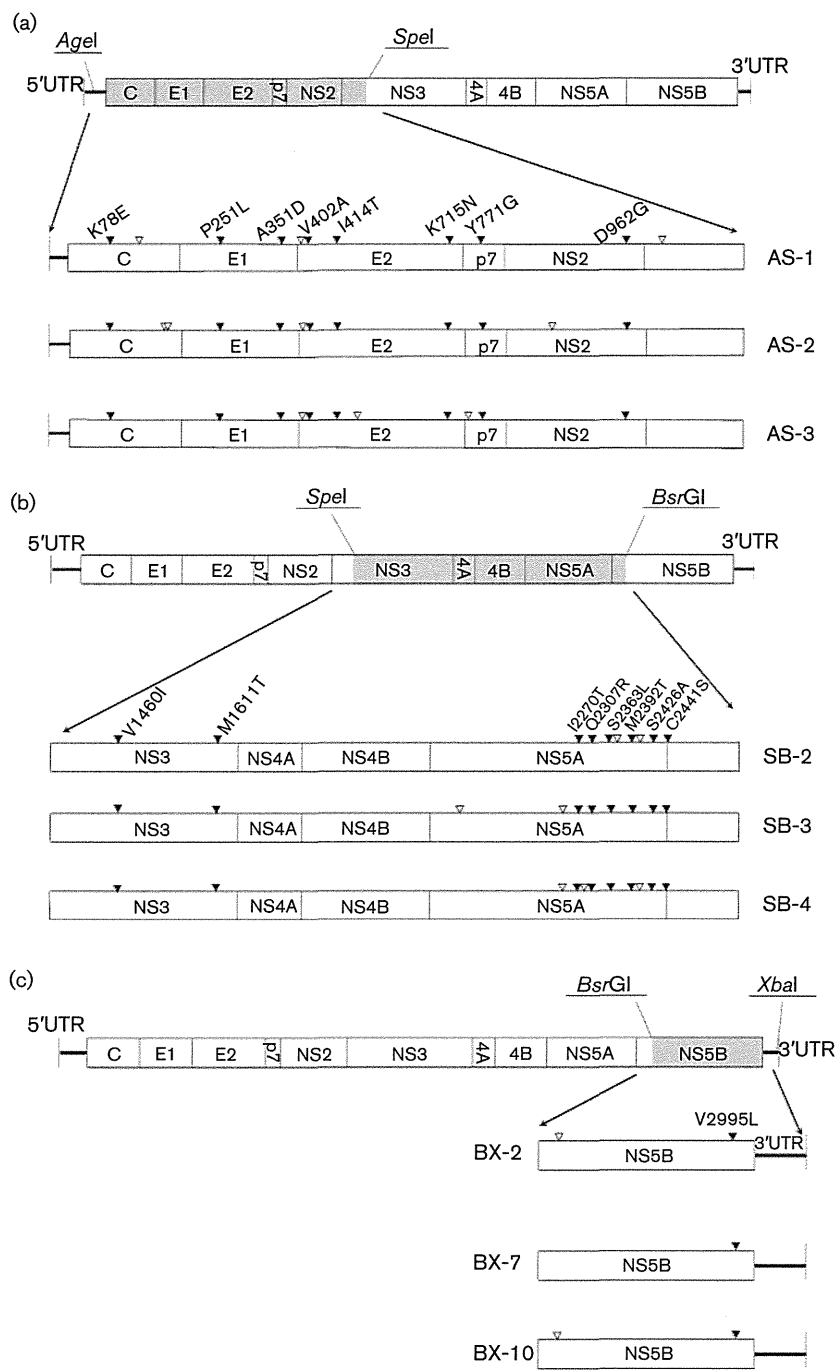 (a)
AgeI
SpeI
5′UTR
3′UTR
C E1 E2 p7 NS2 NS3 4A 4B NS5A NS5B
K78E P251L A351D V402A I414T K715N Y771G D962G
C E1 E2 p7 NS2 AS-1
C E1 E2 p7 NS2 AS-2
C E1 E2 p7 NS2 AS-3
(b)
SpeI
BsrGI
5′UTR
3′UTR
C E1 E2 p7 NS2 NS3 4A 4B NS5A NS5B
V1460I M1611T I2270T Q2307R S2363L M2392T S2426A C2441S
NS3 NS4A NS4B NS5A SB-2
NS3 NS4A NS4B NS5A SB-3
NS3 NS4A NS4B NS5A SB-4
(c)
BsrGI
XbaI
5′UTR
C E1 E2 p7 NS2 NS3 4A 4B NS5A NS5B 3′UTR
V2995L
BX-2 NS5B 3′UTR
BX-7 NS5B
BX-10 NS5B